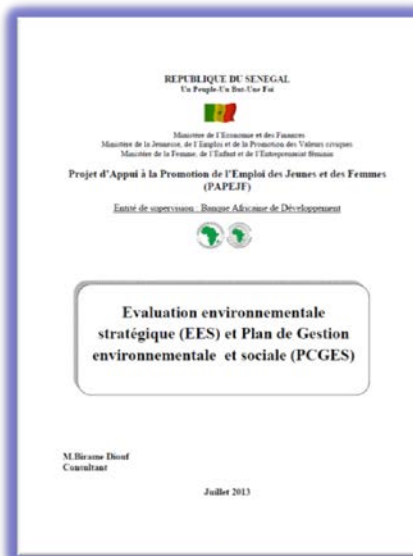 REPUBLIQUE DU SENEGAL
Un Peuple-Un But-Une Foi
Ministère de l'Economie et des Finances
Ministère de la Jeunesse, de l'Emploi et de la Promotion des Valeurs civiques
Ministère de la Femme, de l'Enfant et de l'Entreprenariat féminin
Projet d'Appui à la Promotion de l'Emploi des Jeunes et des Femmes
(PAPEJF)
Entité de supervision : Banque Africaine de Développement
Evaluation environnementale
stratégique (EES) et Plan de Gestion
environnementale et sociale (PCGES)
M.Birame Diouf
Consultant
Juillet 2013